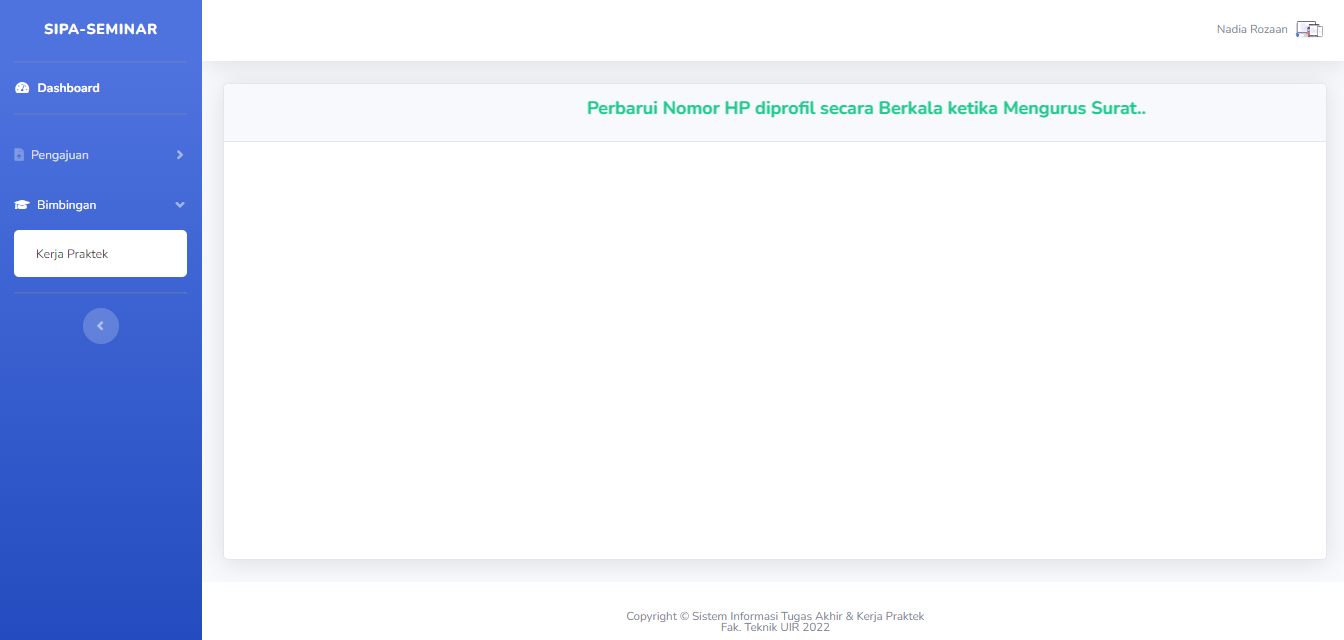 SIPA-SEMINAR
Nadia Rozaan
Dashboard
Pengajuan
Bimbingan
Kerja Praktek
Perbarui Nomor HP diprofil secara Berkala ketika Mengurus Surat..
Copyright © Sistem Informasi Tugas Akhir & Kerja Praktek
Fak. Teknik UIR 2022